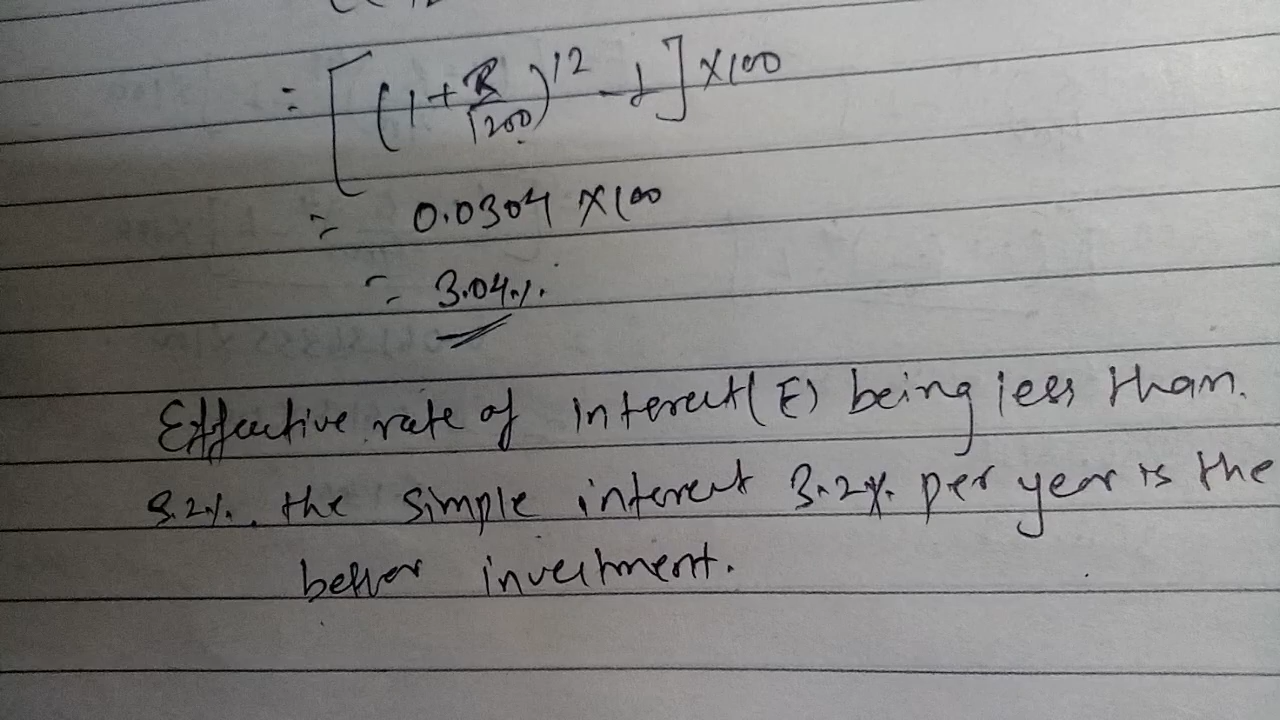 = [(1+R/1200)^12 - 1] ×100
= 0.0304 ×100
= 3.04%
Effective rate of interest (E) being less than.
3.2%. the simple interest 3.2% per year is the
better investment.